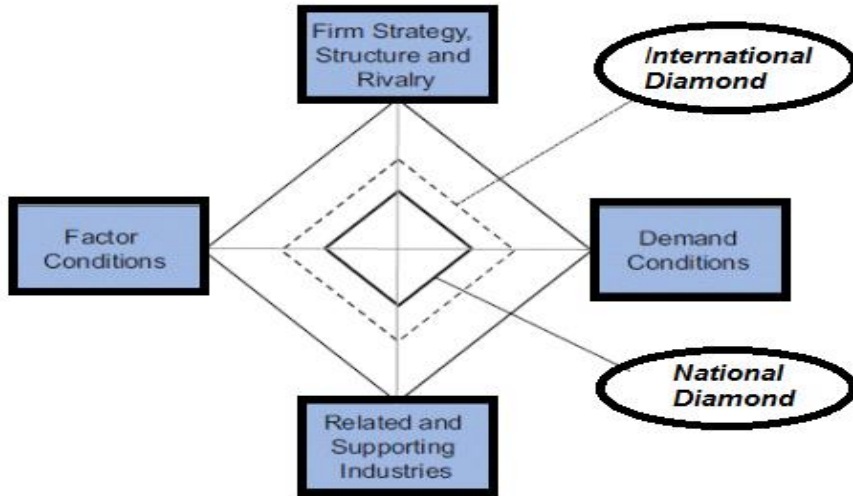 Firm Strategy,
Structure and
Rivalry
International
Diamond
Factor
Conditions
Demand
Conditions
National
Diamond
Related and
Supporting
Industries